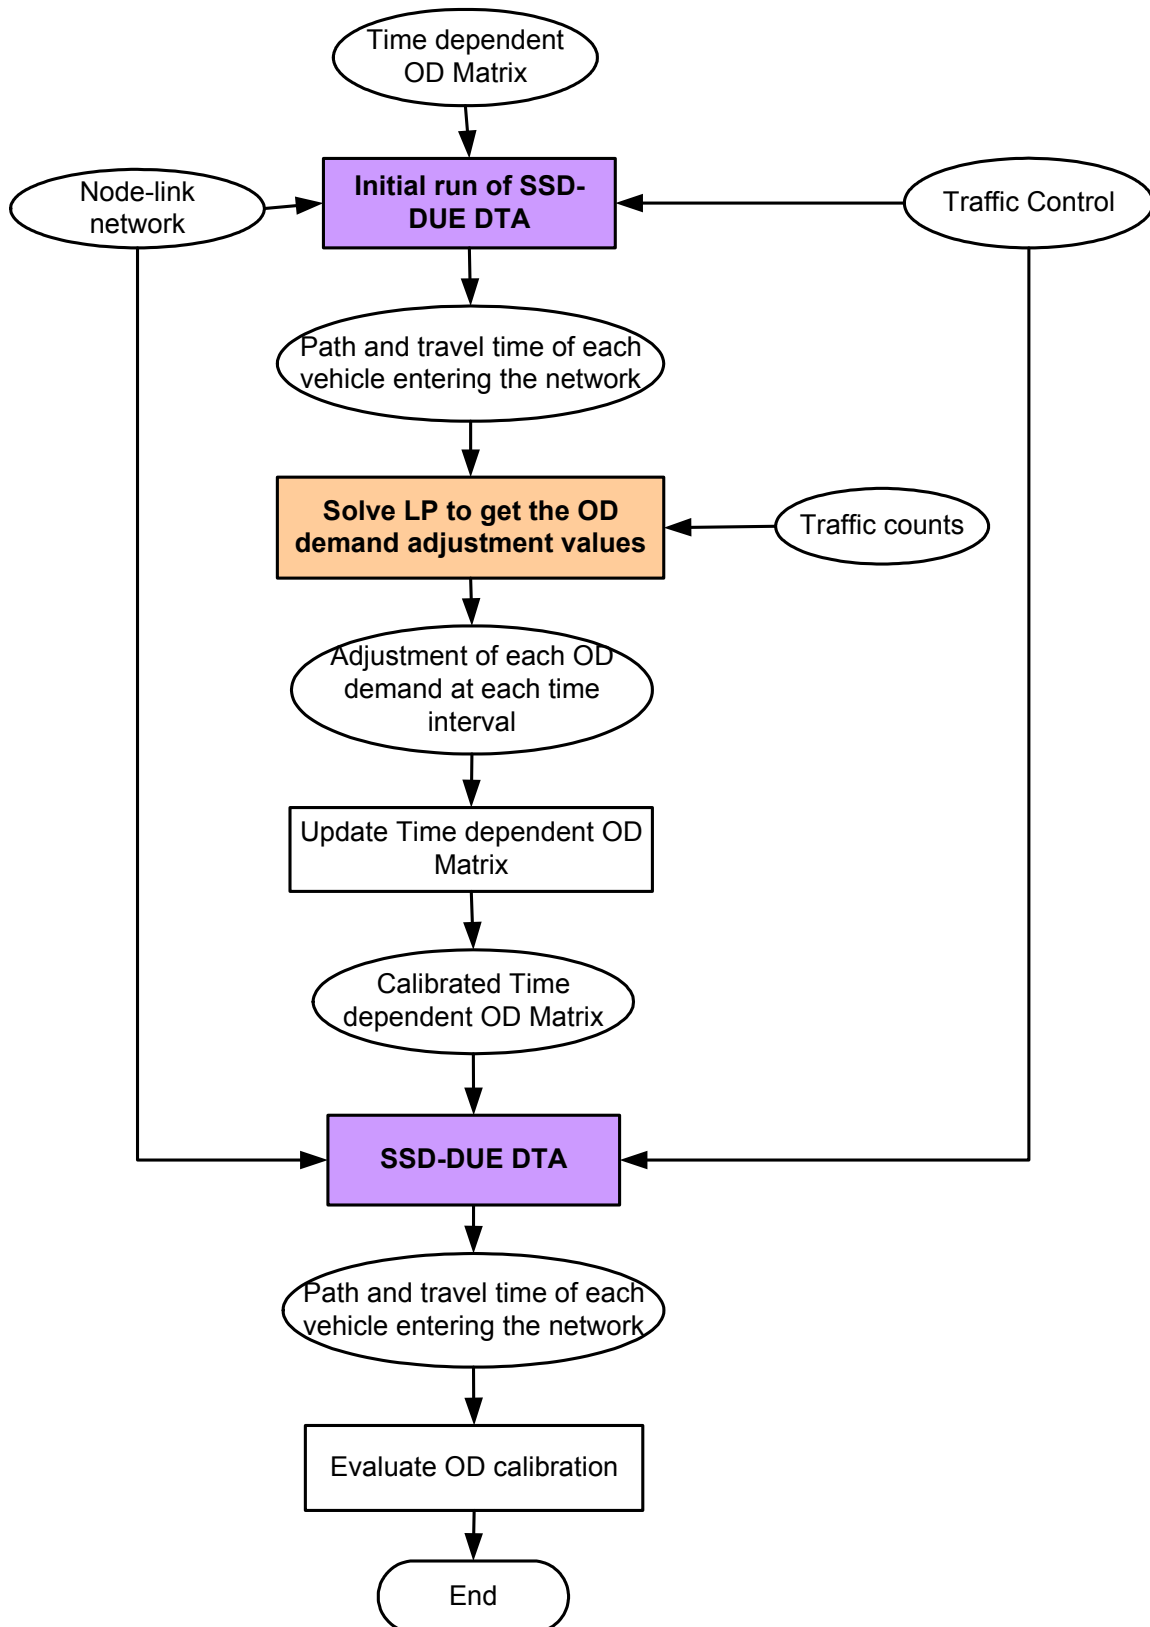 Time dependent
OD Matrix
Node-link
network
Initial run of SSD-
DUE DTA
Traffic Control
Path and travel time of each
vehicle entering the network
Solve LP to get the OD
demand adjustment values
Traffic counts
Adjustment of each OD
demand at each time
interval
Update Time dependent OD
Matrix
Calibrated Time
dependent OD Matrix
SSD-DUE DTA
Path and travel time of each
vehicle entering the network
Evaluate OD calibration
End